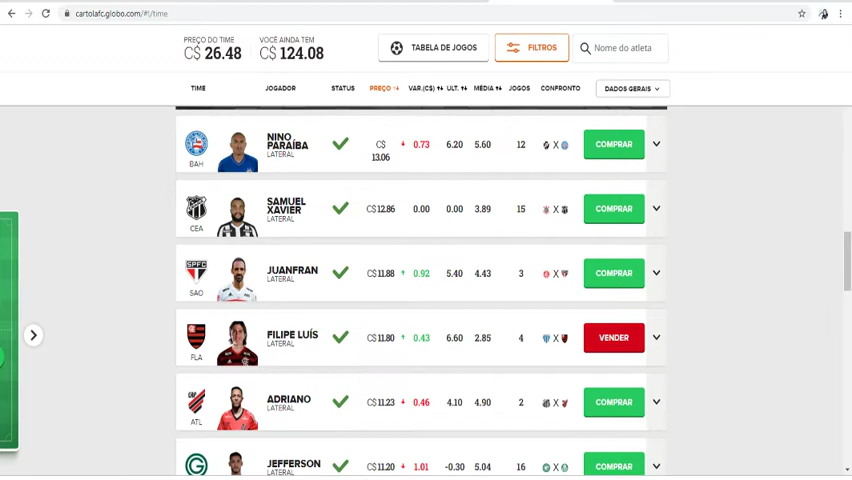 cartolafc.globo.com/#!/time
PREÇO DO TIME
C$ 26.48
VOCÊ AINDA TEM
C$ 124.08
TABELA DE JOGOS
FILTROS
Nome do atleta
TIME JOGADOR STATUS PREÇO VAR.(C$) ULT. MÉDIA JOGOS CONFRONTO DADOS GERAIS
BAH
NINO
PARAÍBA
LATERAL
C$
13.06
0.73 6.20 5.60 12 X COMPRAR
CEA
SAMUEL
XAVIER
LATERAL
C$ 12.86 0.00 0.00 3.89 15 X COMPRAR
SPFC
SAO
JUANFRAN
LATERAL
C$ 11.88 0.92 5.40 4.43 3 X COMPRAR
FLA
FILIPE LUÍS
LATERAL
C$ 11.80 0.43 6.60 2.85 4 X VENDER
ATL
ADRIANO
LATERAL
C$ 11.23 0.46 4.10 4.90 2 X COMPRAR
JEFFERSON
LATERAL
C$ 11.20 1.01 -0.30 5.04 16 X COMPRAR